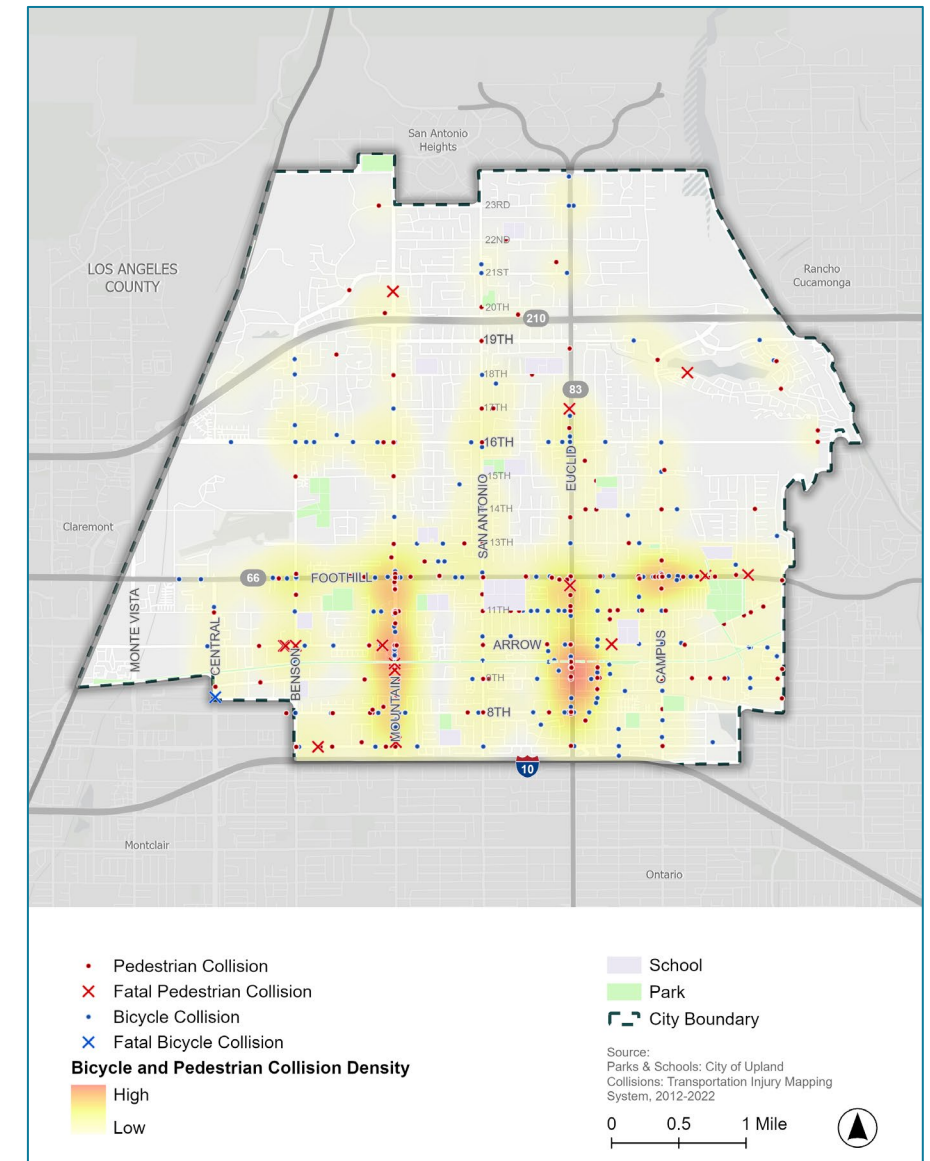 San Antonio
Heights
23RD
22ND
LOS ANGELES
COUNTY
21ST
Rancho
Cucamonga
20TH
210
19TH
18TH
83
17TH
16TH
EUCLID
15TH
SAN ANTONIO
14TH
Claremont
13TH
66
FOOTHILL
11TH
MONTE VISTA
CENTRAL
BENSON
MOUNTAIN
ARROW
CAMPUS
9TH
8TH
10
Montclair
Ontario
Pedestrian Collision
Fatal Pedestrian Collision
Bicycle Collision
Fatal Bicycle Collision
Bicycle and Pedestrian Collision Density
High
Low
School
Park
City Boundary
Source:
Parks & Schools: City of Upland
Collisions: Transportation Injury Mapping
System, 2012-2022
0 0.5 1 Mile